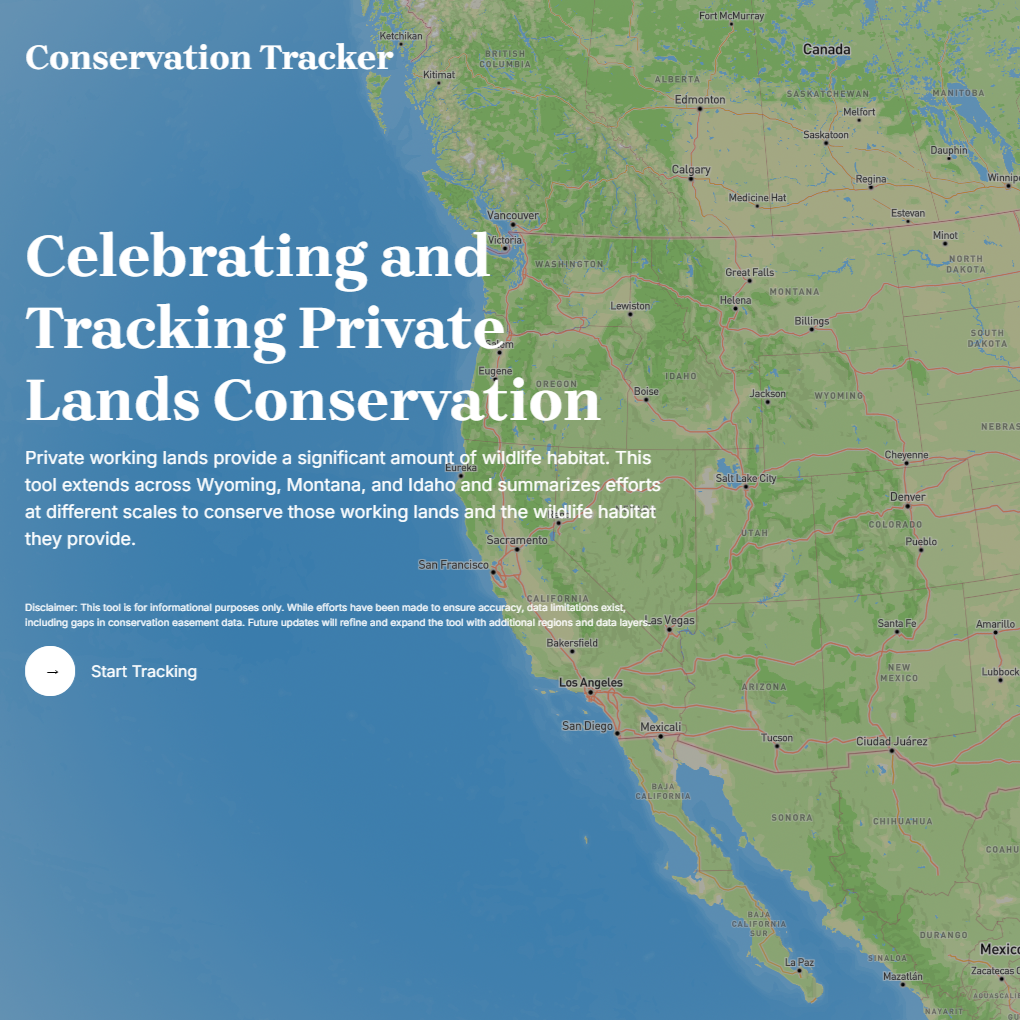 Conservation Tracker
Celebrating and
Tracking Private
Lands Conservation
Private working lands provide a significant amount of wildlife habitat. This
tool extends across Wyoming, Montana, and Idaho and summarizes efforts
at different scales to conserve those working lands and the wildlife habitat
they provide.
Disclaimer: This tool is for informational purposes only. While efforts have been made to ensure accuracy, data limitations exist,
including gaps in conservation easement data. Future updates will refine and expand the tool with additional regions and data layers.
→ Start Tracking
Fort McMurray
Ketchikan
Canada
BRITISH
COLUMBIA
Kitimat
ALBERTA
SASKATCHEWAN
MANITOBA
Edmonton
Melfort
Saskatoon
Dauphin
Calgary
Regina
Winnipe
Medicine Hat
Estevan
Vancouver
Victoria
Minot
WASHINGTON
NORTH
DAKOTA
Great Falls
MONTANA
Helena
Lewiston
Billings
SOUTH
DAKOTA
Salem
Eugene
OREGON
IDAHO
Boise
Jackson
WYOMING
NEBRAS
Cheyenne
Eureka
Salt Lake City
Denver
COLORADO
UTAH
Pueblo
Sacramento
San Francisco
CALIFORNIA
Las Vegas
Santa Fe
Amarillo
Bakersfield
NEW
MEXICO
Lubbock
Los Angeles
ARIZONA
San Diego
Mexicali
Tucson
Ciudad Juárez
BAJA
CALIFORNIA
SONORA
CHIHUAHUA
COAHU
BAJA
CALIFORNIA
SUR
DURANGO
Mexico
SINALOA
La Paz
Mazatlán
Zacatecas C
AGUASCALIE
NAYARIT